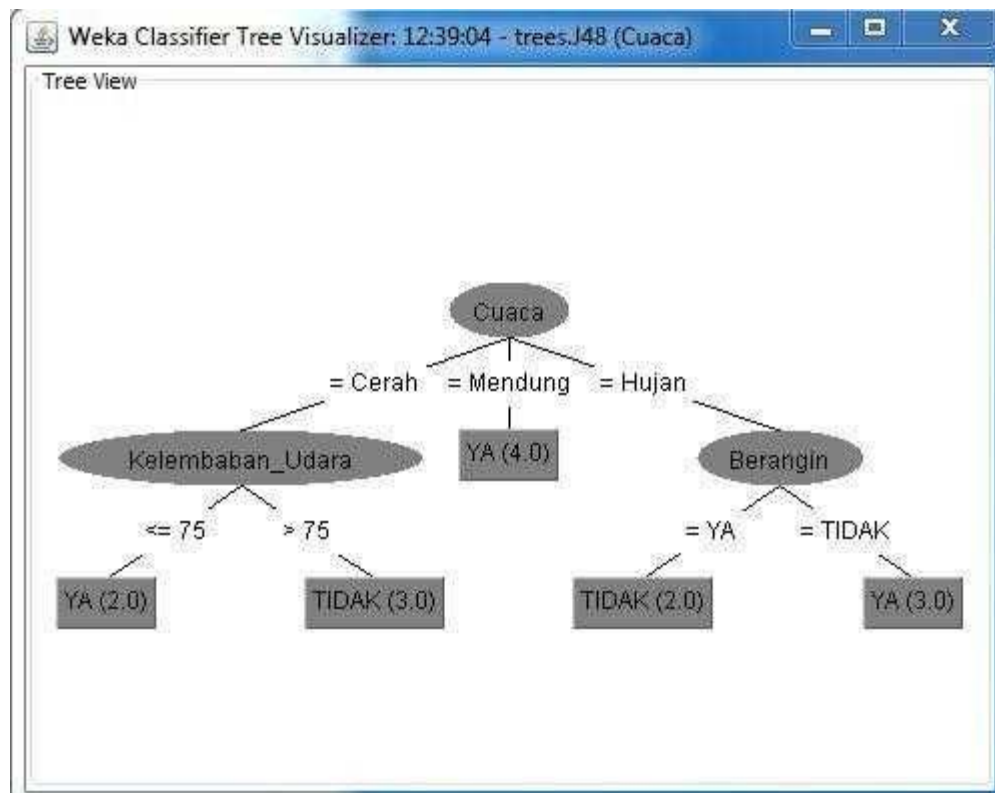 Weka Classifier Tree Visualizer: 12:39:04 - trees.J48 (Cuaca)
Tree View
Cuaca
= Cerah = Mendung = Hujan
Kelembaban_Udara YA (4.0) Berangin
<= 75 > 75 = YA = TIDAK
YA (2.0) TIDAK (3.0) TIDAK (2.0) YA (3.0)